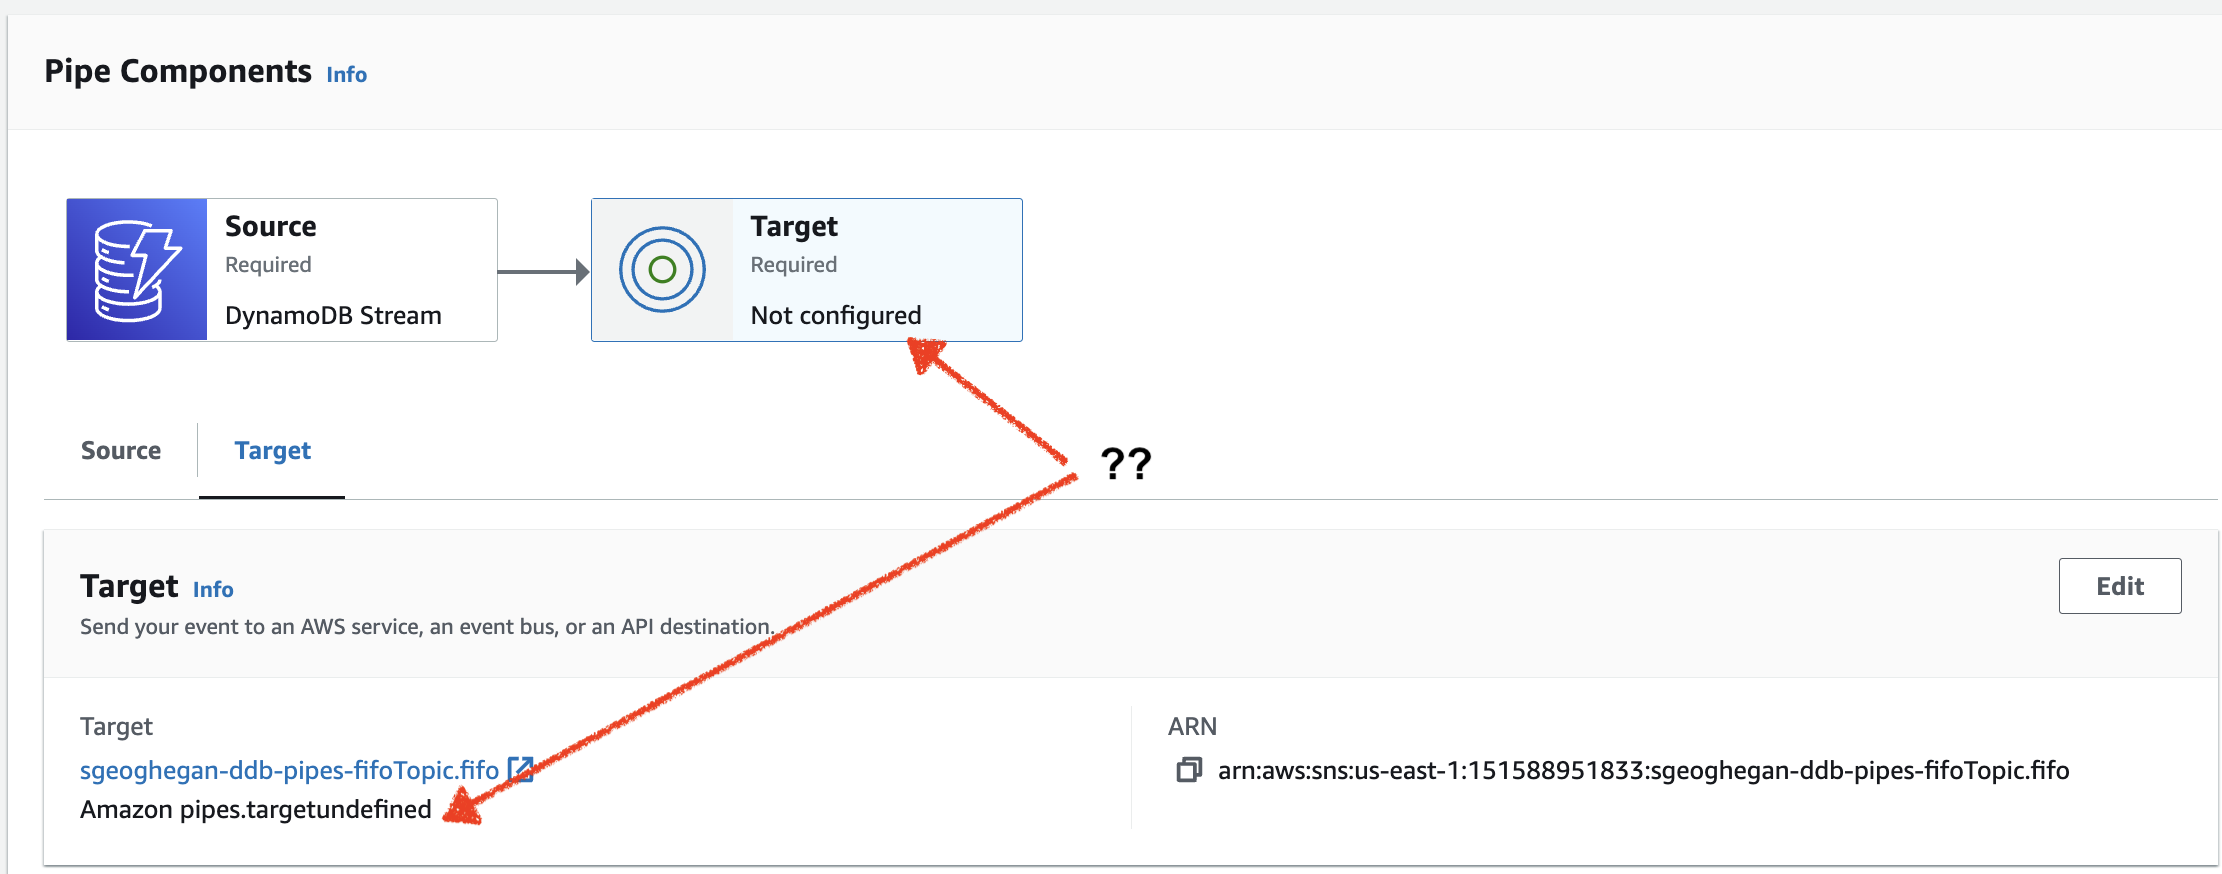 Pipe Components Info
Source
Required
DynamoDB Stream
Target
Required
Not configured
??
Source
Target
Target Info
Send your event to an AWS service, an event bus, or an API destination.
Edit
Target
sgeoghegan-ddb-pipes-fifoTopic.fifo
Amazon pipes.targetundefined
ARN
arn:aws:sns:us-east-1:151588951833:sgeoghegan-ddb-pipes-fifoTopic.fifo